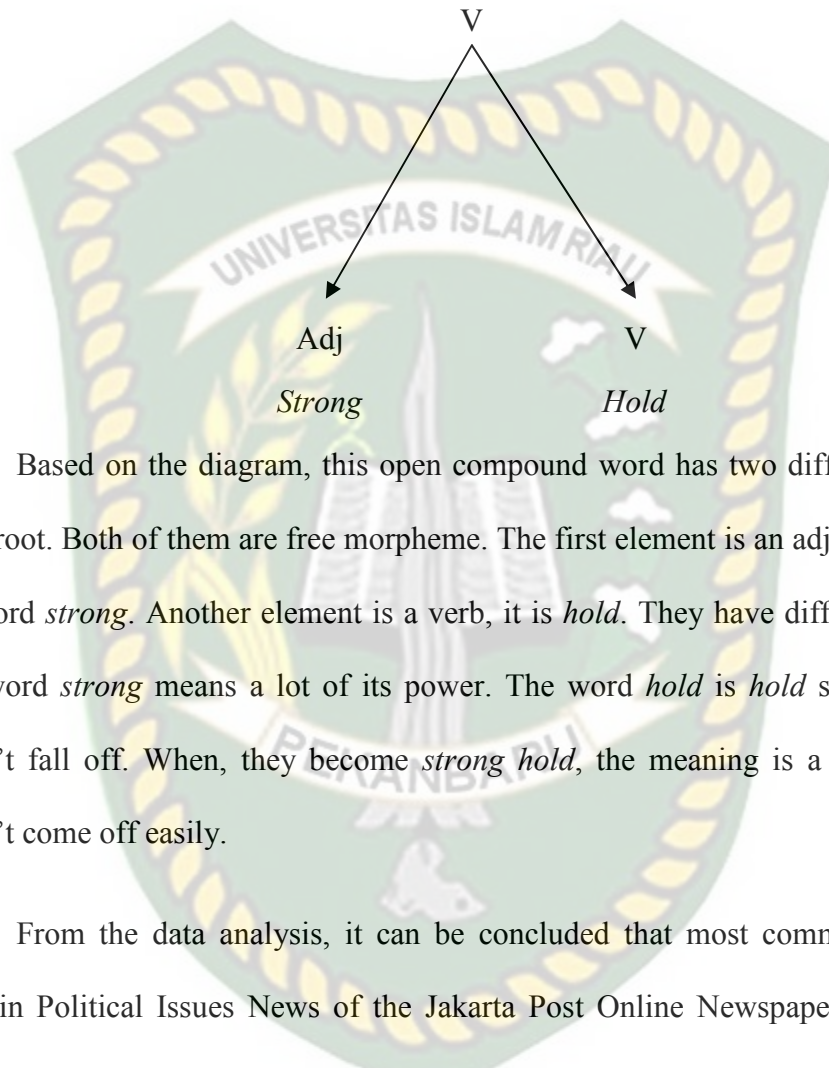 V
UNIVERSITAS ISLAM RIAU
Adj V
Strong Hold
Based on the diagram, this open compound word has two diff
root. Both of them are free morpheme. The first element is an adj
ord strong. Another element is a verb, it is hold. They have diff
word strong means a lot of its power. The word hold is hold s
't fall off. When, they become strong hold, the meaning is a
PEKANBARU
't come off easily.
From the data analysis, it can be concluded that most comm
in Political Issues News of the Jakarta Post Online Newspape